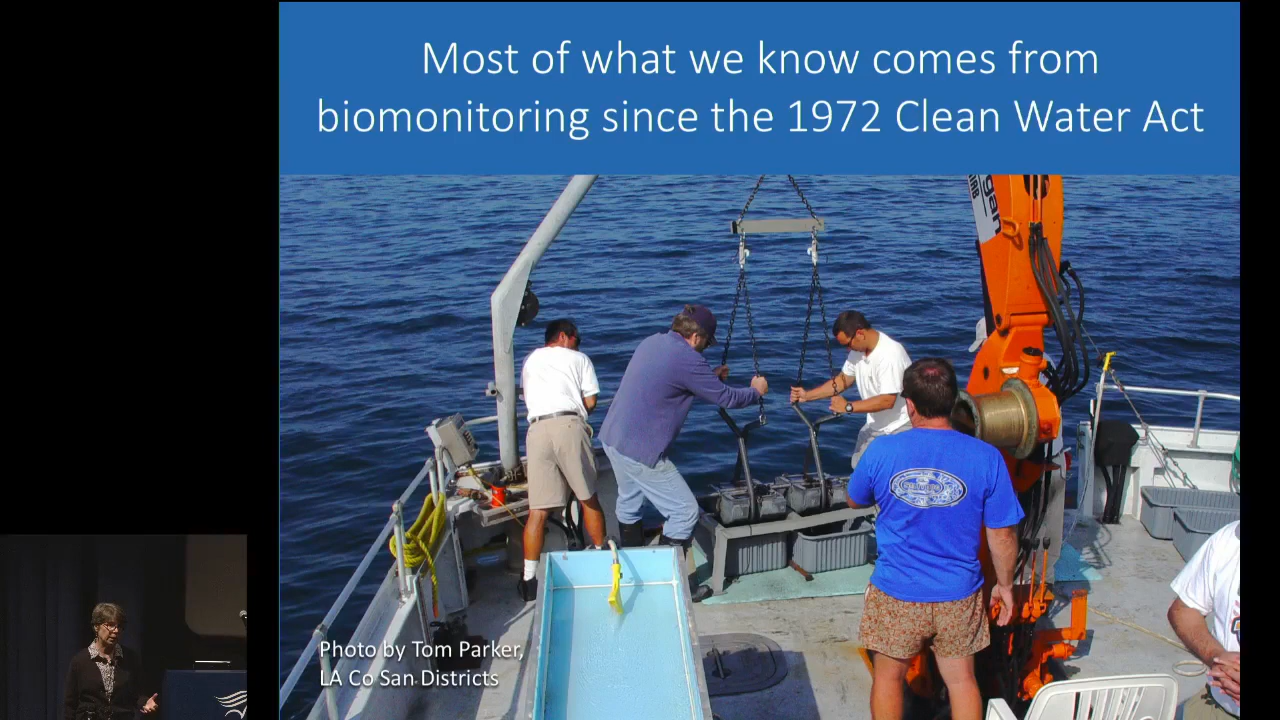 Most of what we know comes from
biomonitoring since the 1972 Clean Water Act
Photo by Tom Parker,
LA Co San Districts